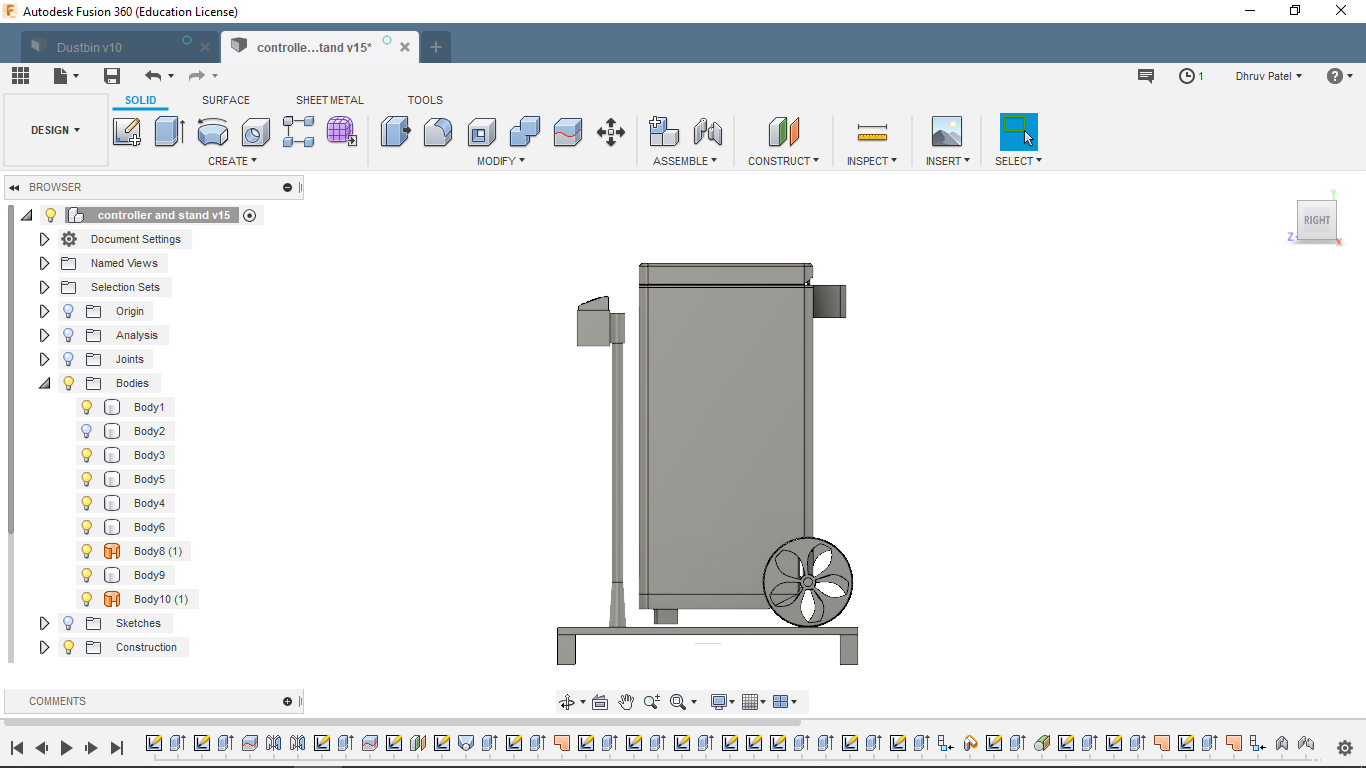 Autodesk Fusion 360 (Education License)
Dustbin v10
controlle...tand v15*
1
Dhruv Patel
DESIGN
SOLID
SURFACE
SHEET METAL
TOOLS
CREATE
MODIFY
ASSEMBLE
CONSTRUCT
INSPECT
INSERT
SELECT
BROWSER
controller and stand v15
Document Settings
Named Views
Selection Sets
Origin
Analysis
Joints
Bodies
Body1
Body2
Body3
Body5
Body4
Body6
Body8 (1)
Body9
Body10 (1)
Sketches
Construction
Y
RIGHT
Z
X
COMMENTS